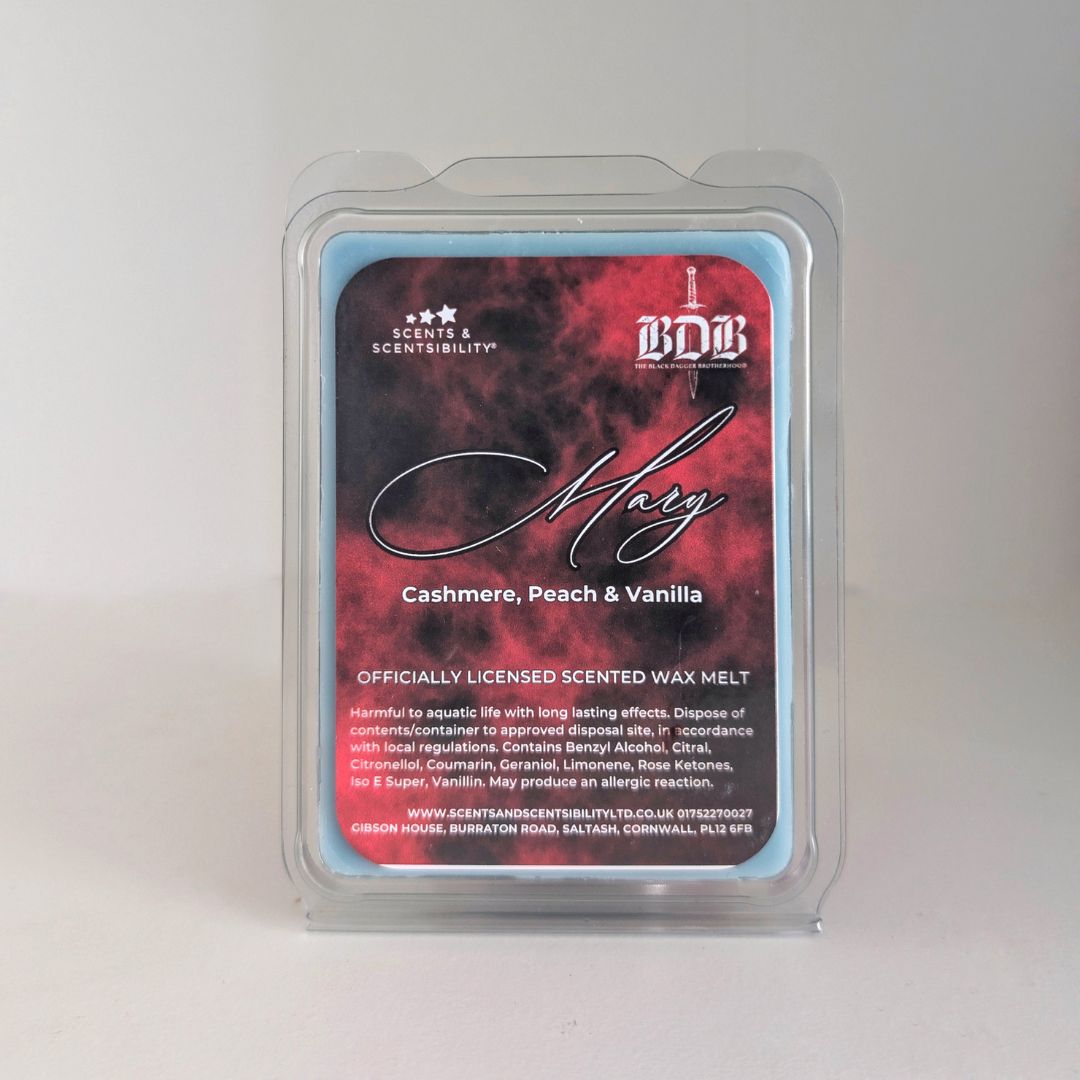 SCENTS &
SCENTSIBILITY®
BDB
THE BLACK DAGGER BROTHERHOOD
Mary
Cashmere, Peach & Vanilla
OFFICIALLY LICENSED SCENTED WAX MELT
Harmful to aquatic life with long lasting effects. Dispose of
contents/container to approved disposal site, in accordance
with local regulations. Contains Benzyl Alcohol, Citral,
Citronellol, Coumarin, Geraniol, Limonene, Rose Ketones,
Iso E Super, Vanillin. May produce an allergic reaction.
WWW.SCENTSANDSCENTSIBILITYLTD.CO.UK 01752270027
GIBSON HOUSE, BURRATON ROAD, SALTASH, CORNWALL, PL12 6FB